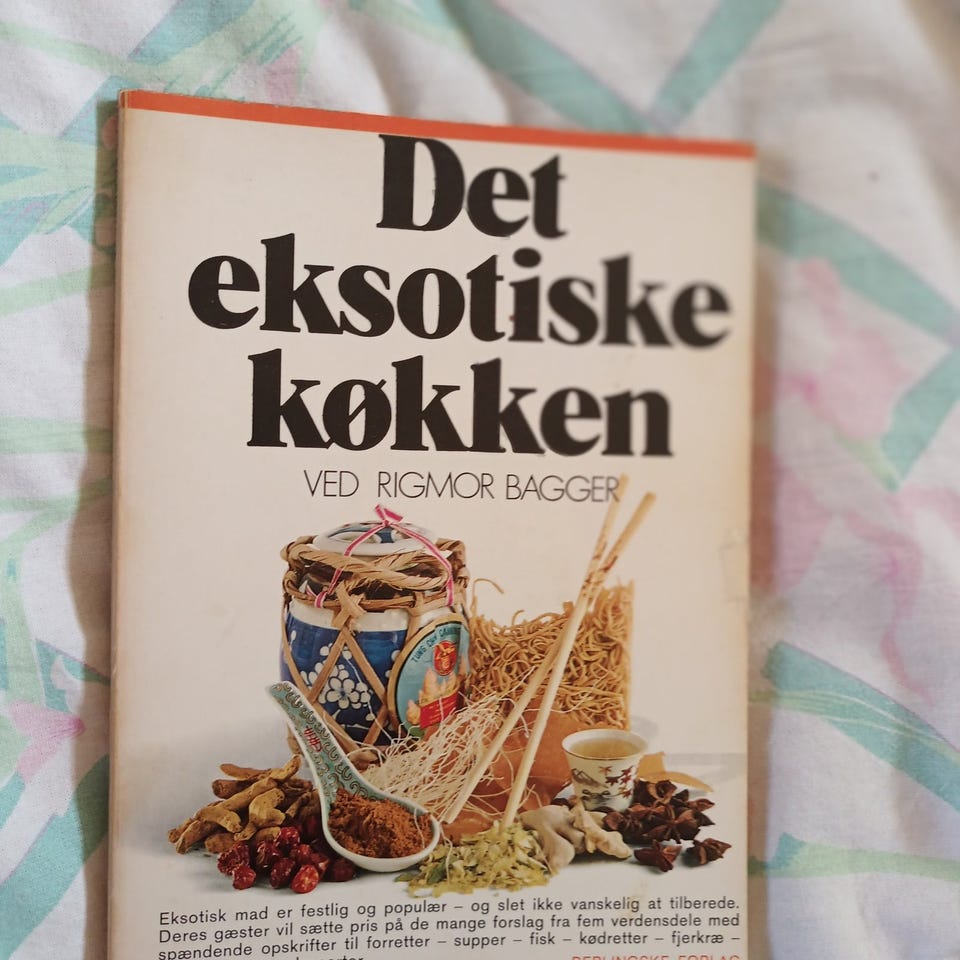 Det
eksotiske
køkken
VED RIGMOR BAGGER
Eksotisk mad er festlig og populær – og slet ikke vanskelig at tilberede.
Deres gæster vil sætte pris på de mange forslag fra fem verdensdele med
spændende opskrifter til forretter – supper – fisk – kødretter – fjerkræ –